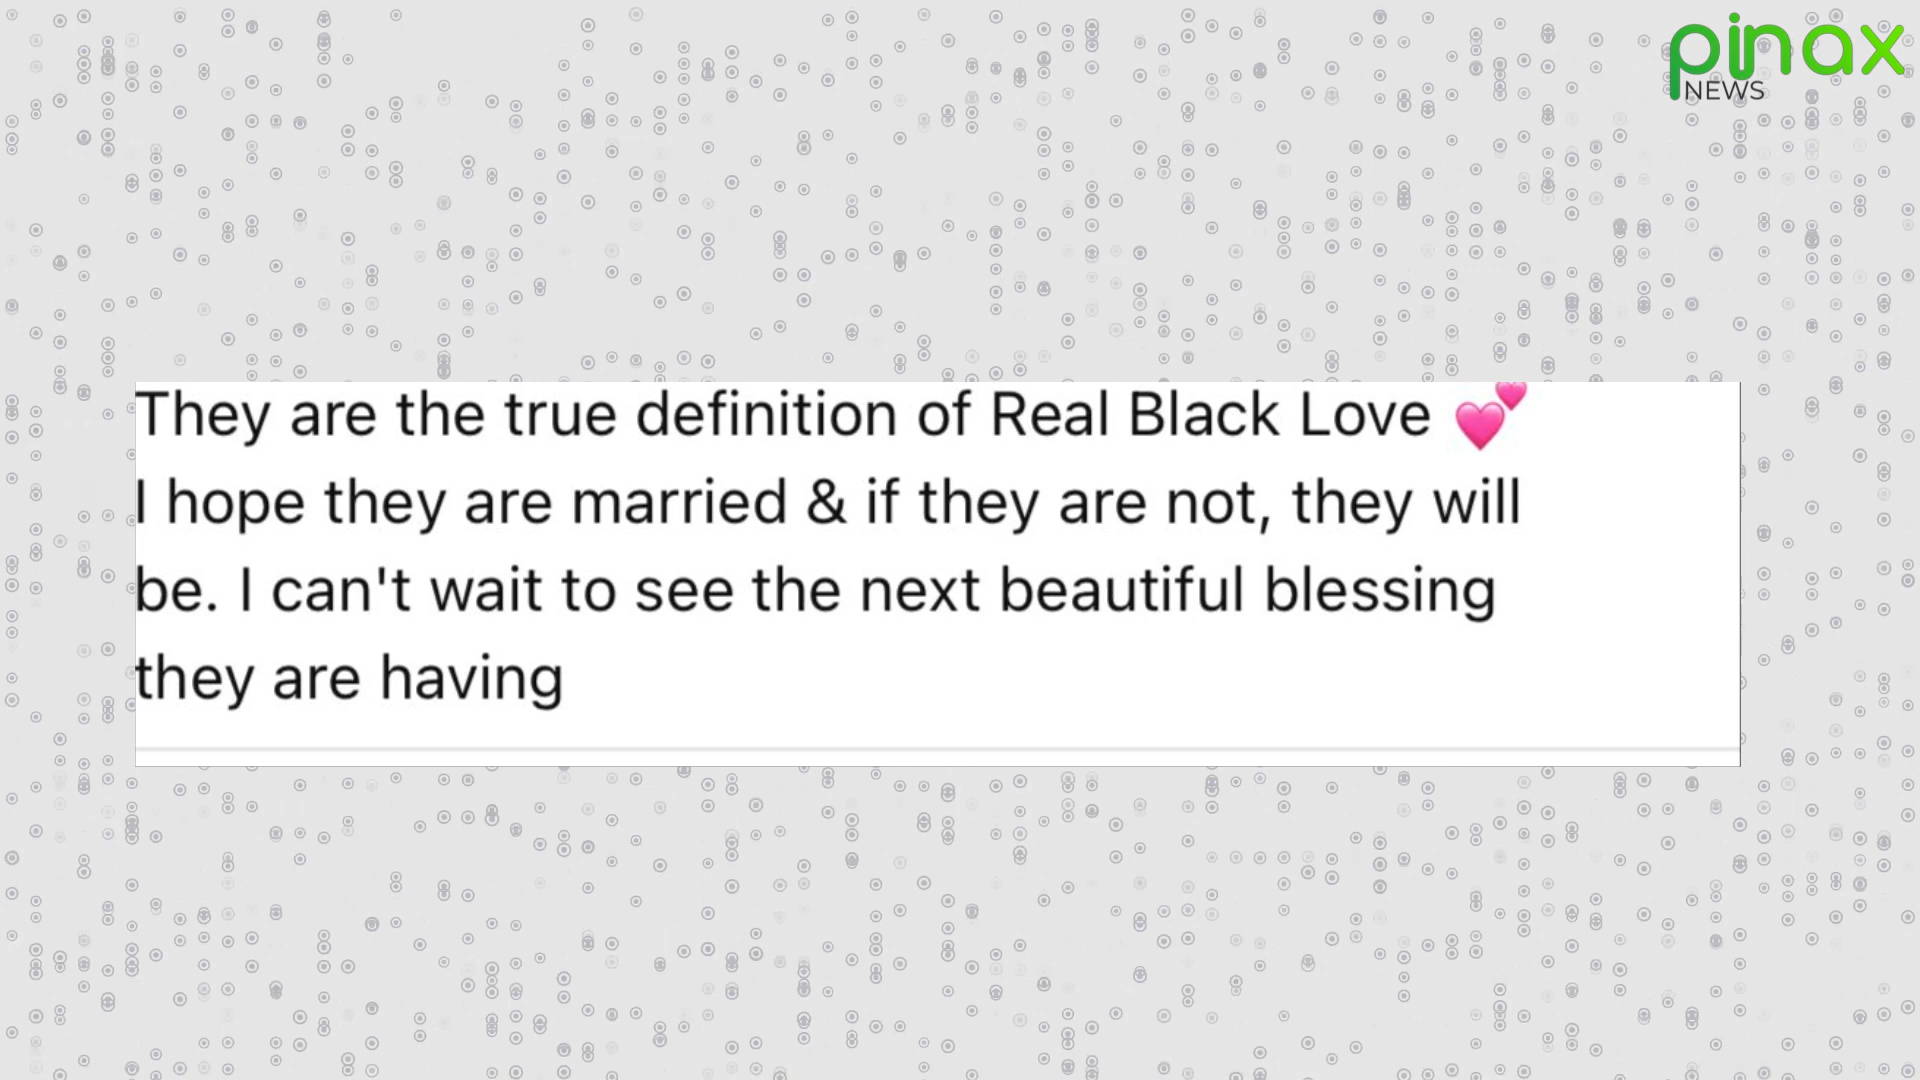 pinax
NEWS
They are the true definition of Real Black Love 💕
I hope they are married & if they are not, they will
be. I can't wait to see the next beautiful blessing
they are having